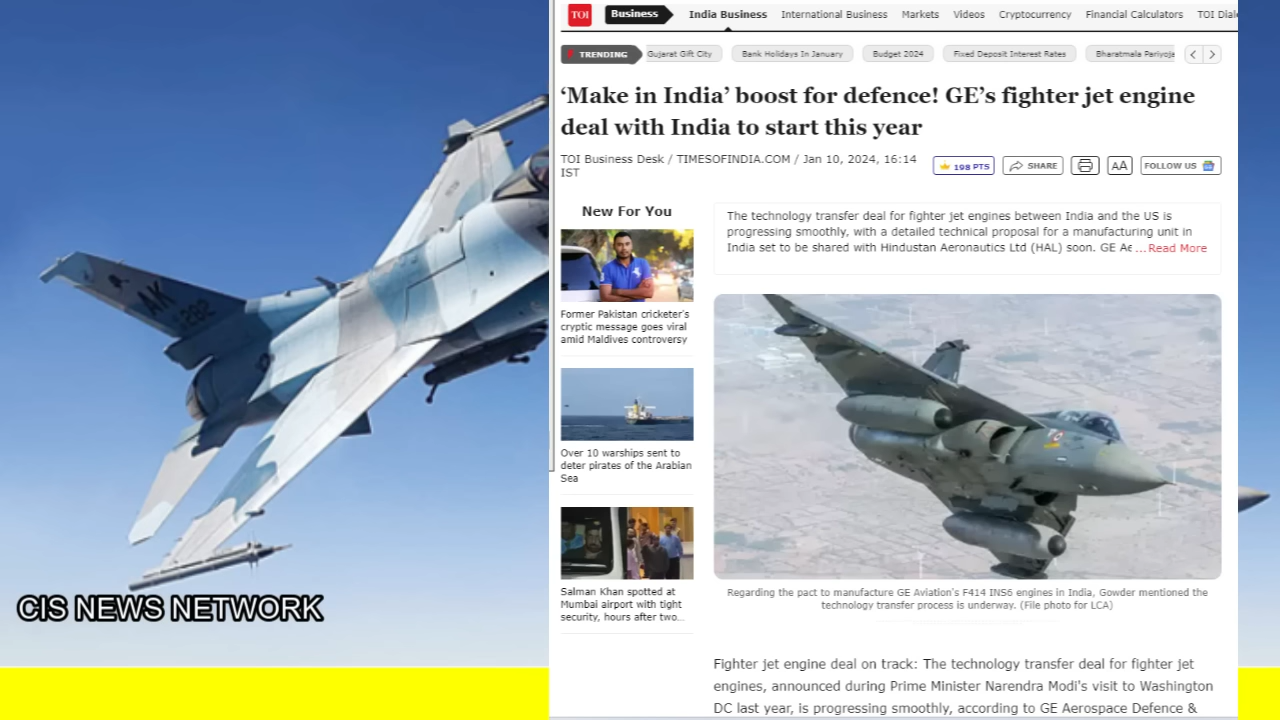 TOI
Business
India Business
International Business
Markets
Videos
Cryptocurrency
Financial Calculators
TOI
TRENDING
Gujarat Gift City
Bank Holidays In January
Budget 2024
Fixed Deposit Interest Rates
Bharatmala
‘Make in India’ boost for defence! GE’s fighter jet engine
deal with India to start this year
TOI Business Desk / TIMESOFINDIA.COM / Jan 10, 2024, 16:14
IST
198 PTS
SHARE
AA
FOLLOW US
New For You
Former Pakistan cricketer's
cryptic message goes viral
amid Maldives controversy
Over 10 warships sent to
deter pirates of the Arabian
Sea
Salman Khan spotted at
Mumbai airport with tight
security, hours after two...
The technology transfer deal for fighter jet engines between India and the US is
progressing smoothly, with a detailed technical proposal for a manufacturing unit in
India set to be shared with Hindustan Aeronautics Ltd (HAL) soon. GE Ae ...Read More
Regarding the pact to manufacture GE Aviation's F414 INS6 engines in India, Gowder mentioned the
technology transfer process is underway. (File photo for LCA)
Fighter jet engine deal on track: The technology transfer deal for fighter jet
engines, announced during Prime Minister Narendra Modi's visit to Washington
DC last year, is progressing smoothly, according to GE Aerospace Defence &
AK
282
CIS NEWS NETWORK